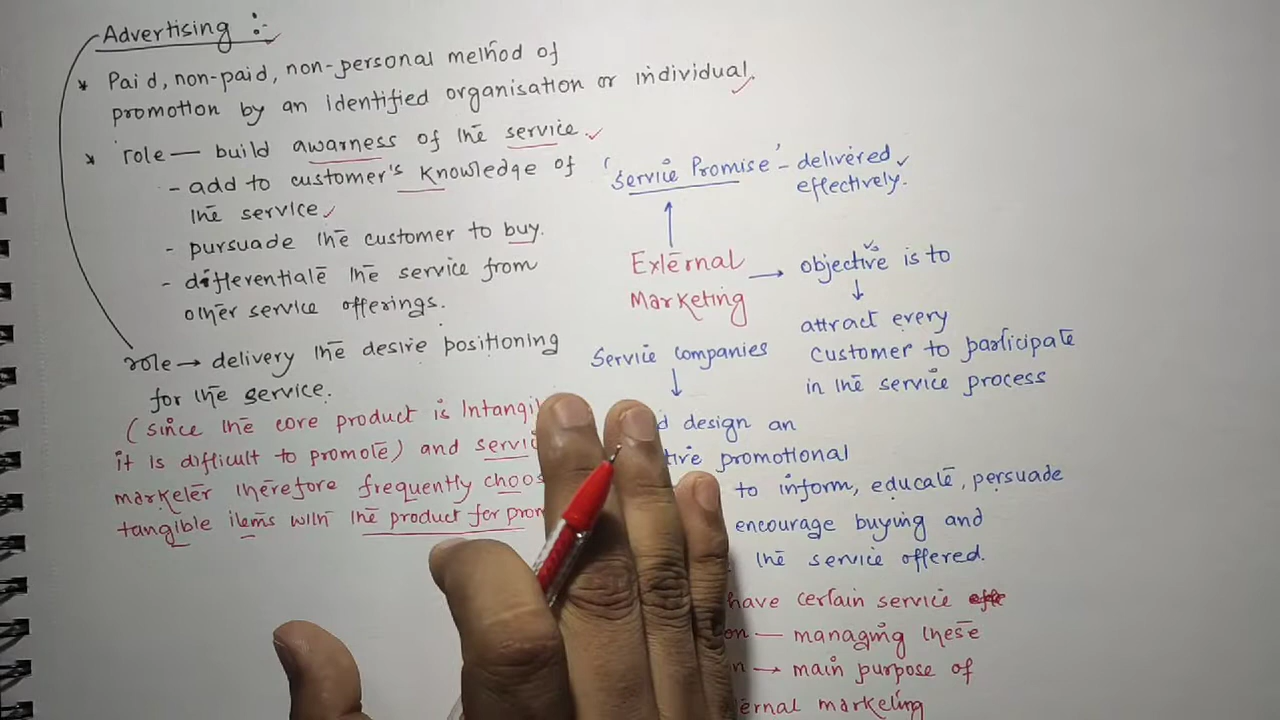 Advertising :-
* Paid, non-paid, non-personal method of
promotion by an identified organisation or individual.
* role — build awarness of the service.
- add to customer's knowledge of
the service
- pursuade the customer to buy.
- differentiate the service from
other service offerings.
role → delivery the desire positioning
for the service.
(since the core product is
it is difficult to promote) and
marketer therefore frequently
tangible items with the product for
'Service Promise' - delivered
effectively.
External
Marketing → objective is to
attract every
customer to participate
in the service process
Service companies
design an
promotional
to inform, educate, persuade
encourage buying and
the service offered.
have certain service
— managing these
→ main purpose of
marketing